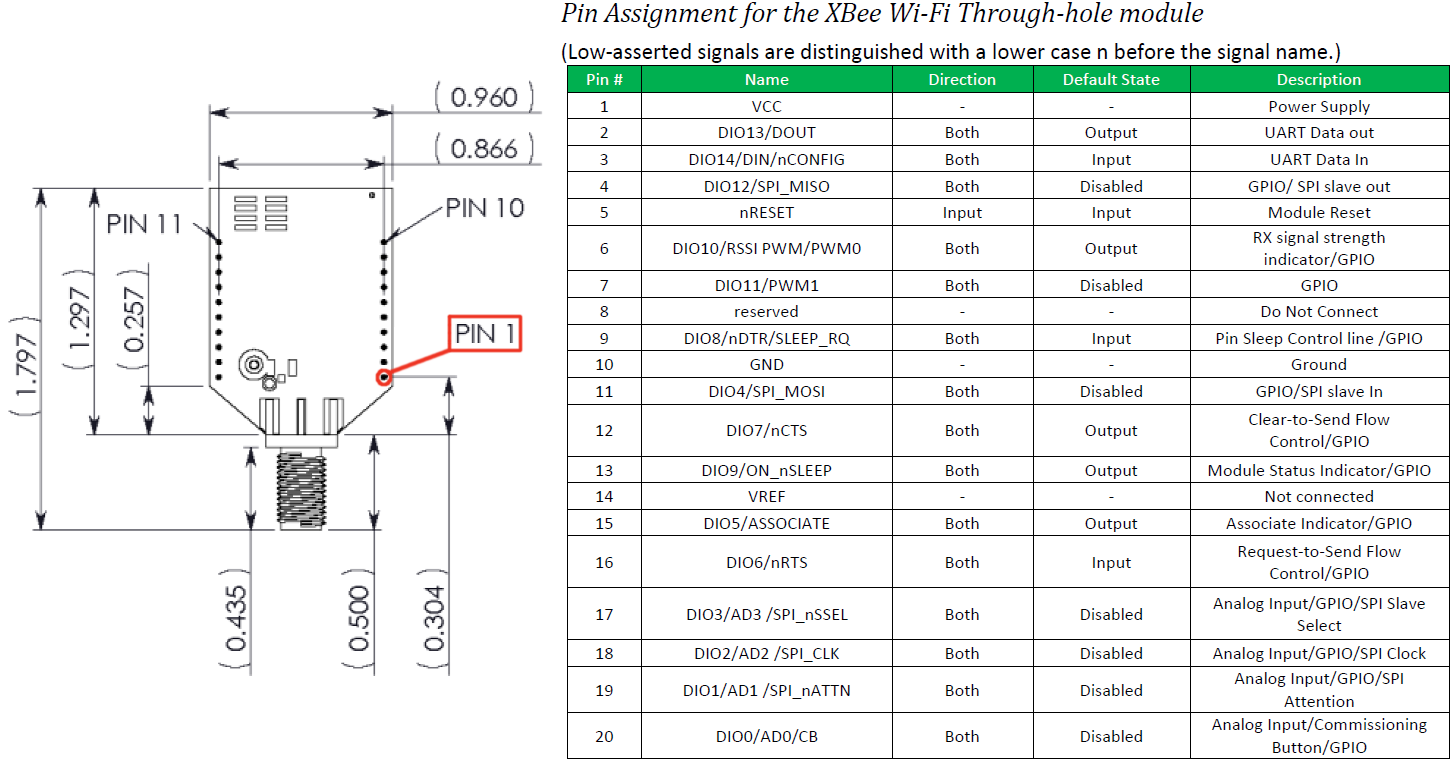 Pin Assignment for the XBee Wi-Fi Through-hole module
(Low-asserted signals are distinguished with a lower case n before the signal name.)
( 0.960 )
( 0.866 )
PIN 11
PIN 10
PIN 1
( 1.797 )
( 1.297 )
( 0.257 )
( 0.435 )
( 0.500 )
( 0.304 )
Pin # Name Direction Default State Description
1 VCC - - Power Supply
2 DIO13/DOUT Both Output UART Data out
3 DIO14/DIN/nCONFIG Both Input UART Data In
4 DIO12/SPI_MISO Both Disabled GPIO/ SPI slave out
5 nRESET Input Input Module Reset
6 DIO10/RSSI PWM/PWM0 Both Output RX signal strength
indicator/GPIO
7 DIO11/PWM1 Both Disabled GPIO
8 reserved - - Do Not Connect
9 DIO8/nDTR/SLEEP_RQ Both Input Pin Sleep Control line /GPIO
10 GND - - Ground
11 DIO4/SPI_MOSI Both Disabled GPIO/SPI slave In
12 DIO7/nCTS Both Output Clear-to-Send Flow
Control/GPIO
13 DIO9/ON_nSLEEP Both Output Module Status Indicator/GPIO
14 VREF - - Not connected
15 DIO5/ASSOCIATE Both Output Associate Indicator/GPIO
16 DIO6/nRTS Both Input Request-to-Send Flow
Control/GPIO
17 DIO3/AD3 /SPI_nSSEL Both Disabled Analog Input/GPIO/SPI Slave
Select
18 DIO2/AD2 /SPI_CLK Both Disabled Analog Input/GPIO/SPI Clock
19 DIO1/AD1 /SPI_nATTN Both Disabled Analog Input/GPIO/SPI
Attention
20 DIO0/AD0/CB Both Disabled Analog Input/Commissioning
Button/GPIO